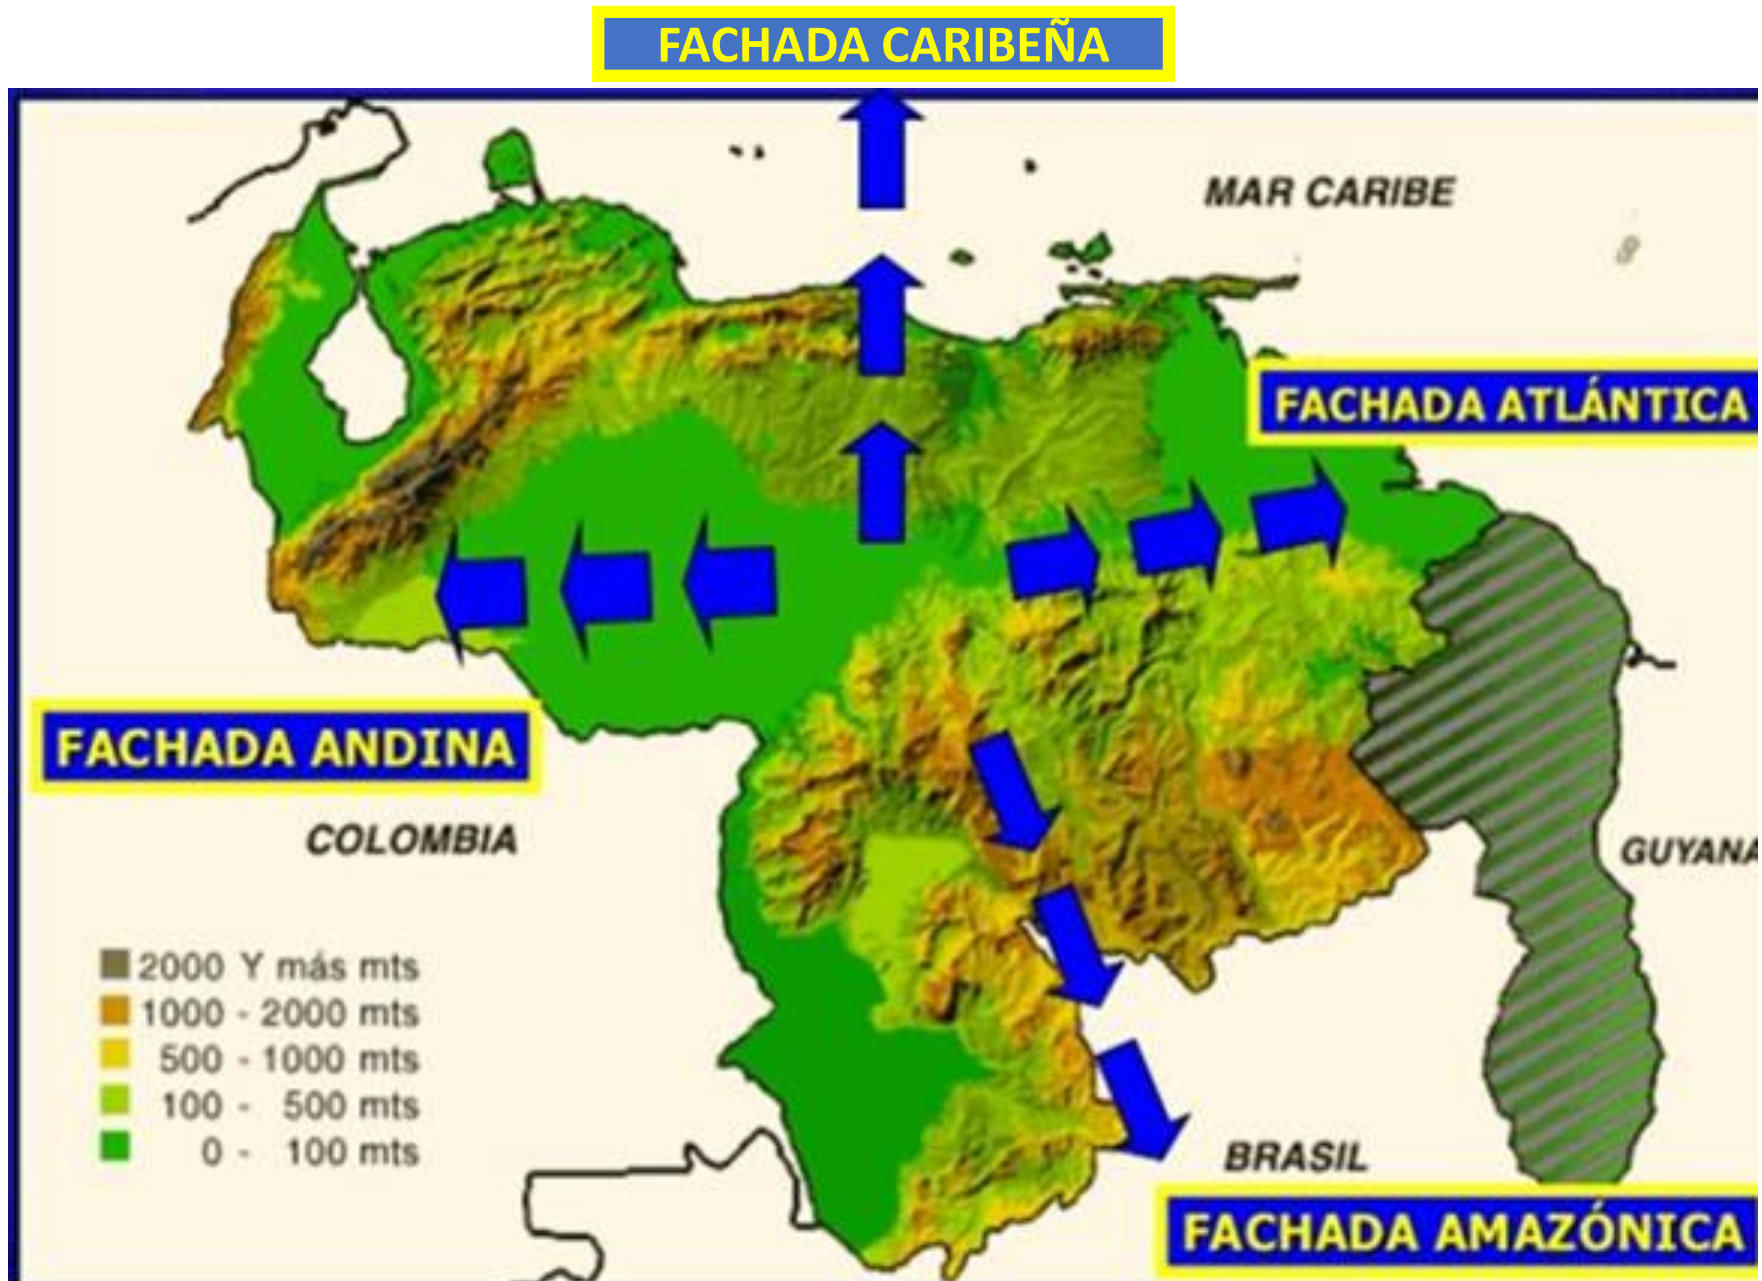 FACHADA CARIBEÑA
MAR CARIBE
FACHADA ATLÁNTICA
FACHADA ANDINA
COLOMBIA
GUYANA
2000 Y más mts
1000 - 2000 mts
500 - 1000 mts
100 - 500 mts
0 - 100 mts
BRASIL
FACHADA AMAZÓNICA